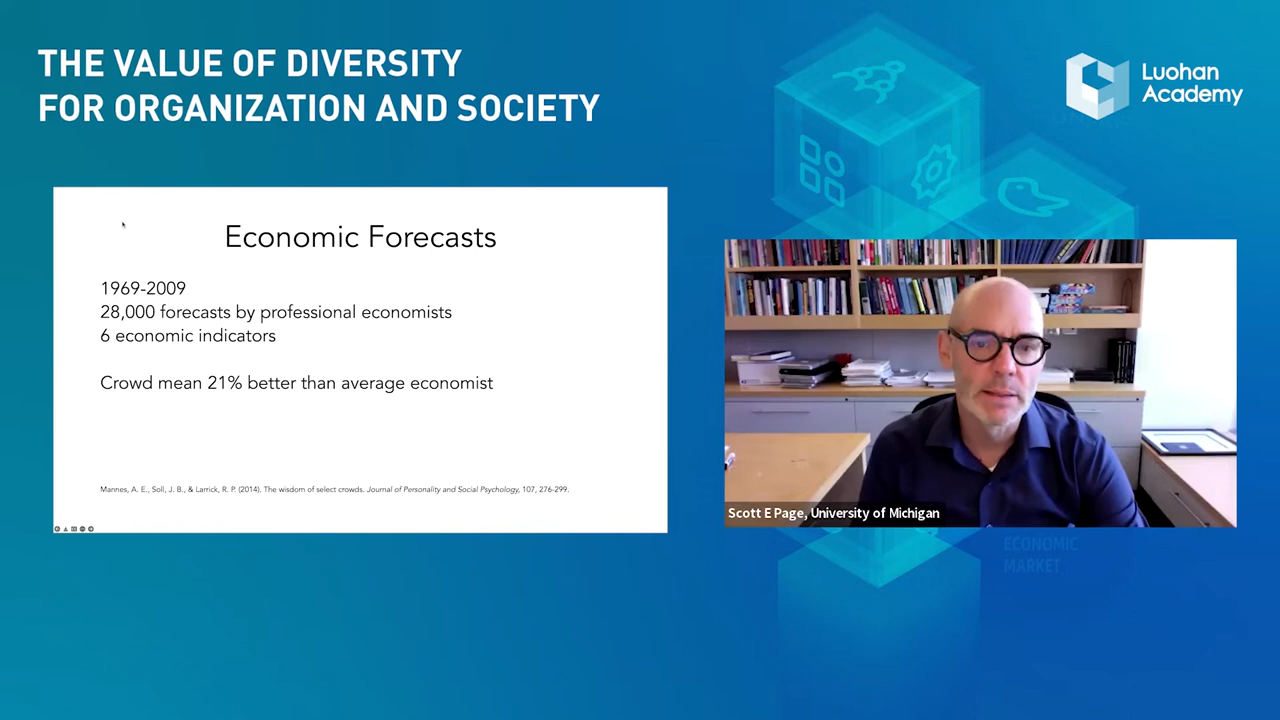 THE VALUE OF DIVERSITY
FOR ORGANIZATION AND SOCIETY
Luohan
Academy
Economic Forecasts
1969-2009
28,000 forecasts by professional economists
6 economic indicators
Crowd mean 21% better than average economist
Mannes, A. E., Soll, J. B., & Larrick, R. P. (2014). The wisdom of select crowds. Journal of Personality and Social Psychology, 107, 276-299.
Scott E Page, University of Michigan
ECONOMIC
MARKET